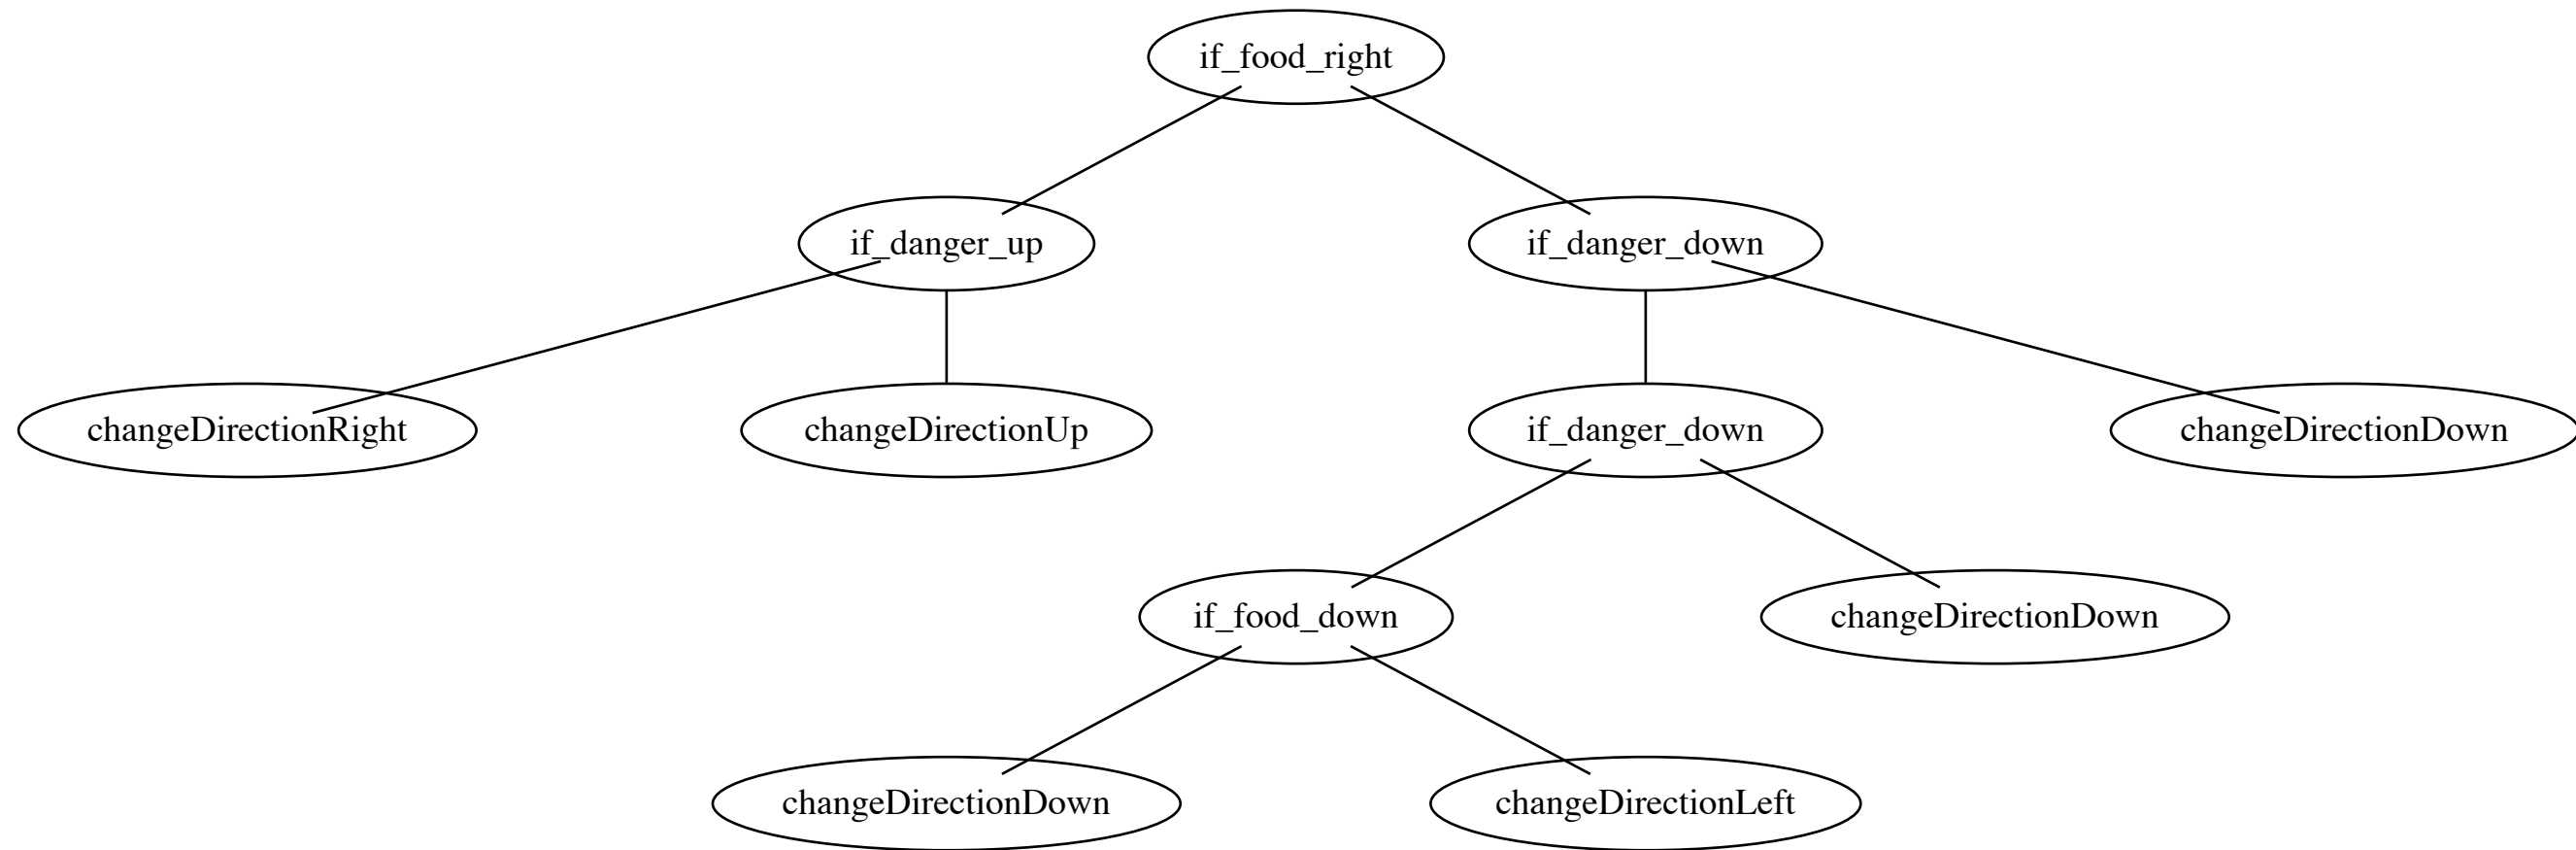 if_food_right
if_danger_up
if_danger_down
changeDirectionRight
changeDirectionUp
if_danger_down
changeDirectionDown
if_food_down
changeDirectionDown
changeDirectionDown
changeDirectionLeft